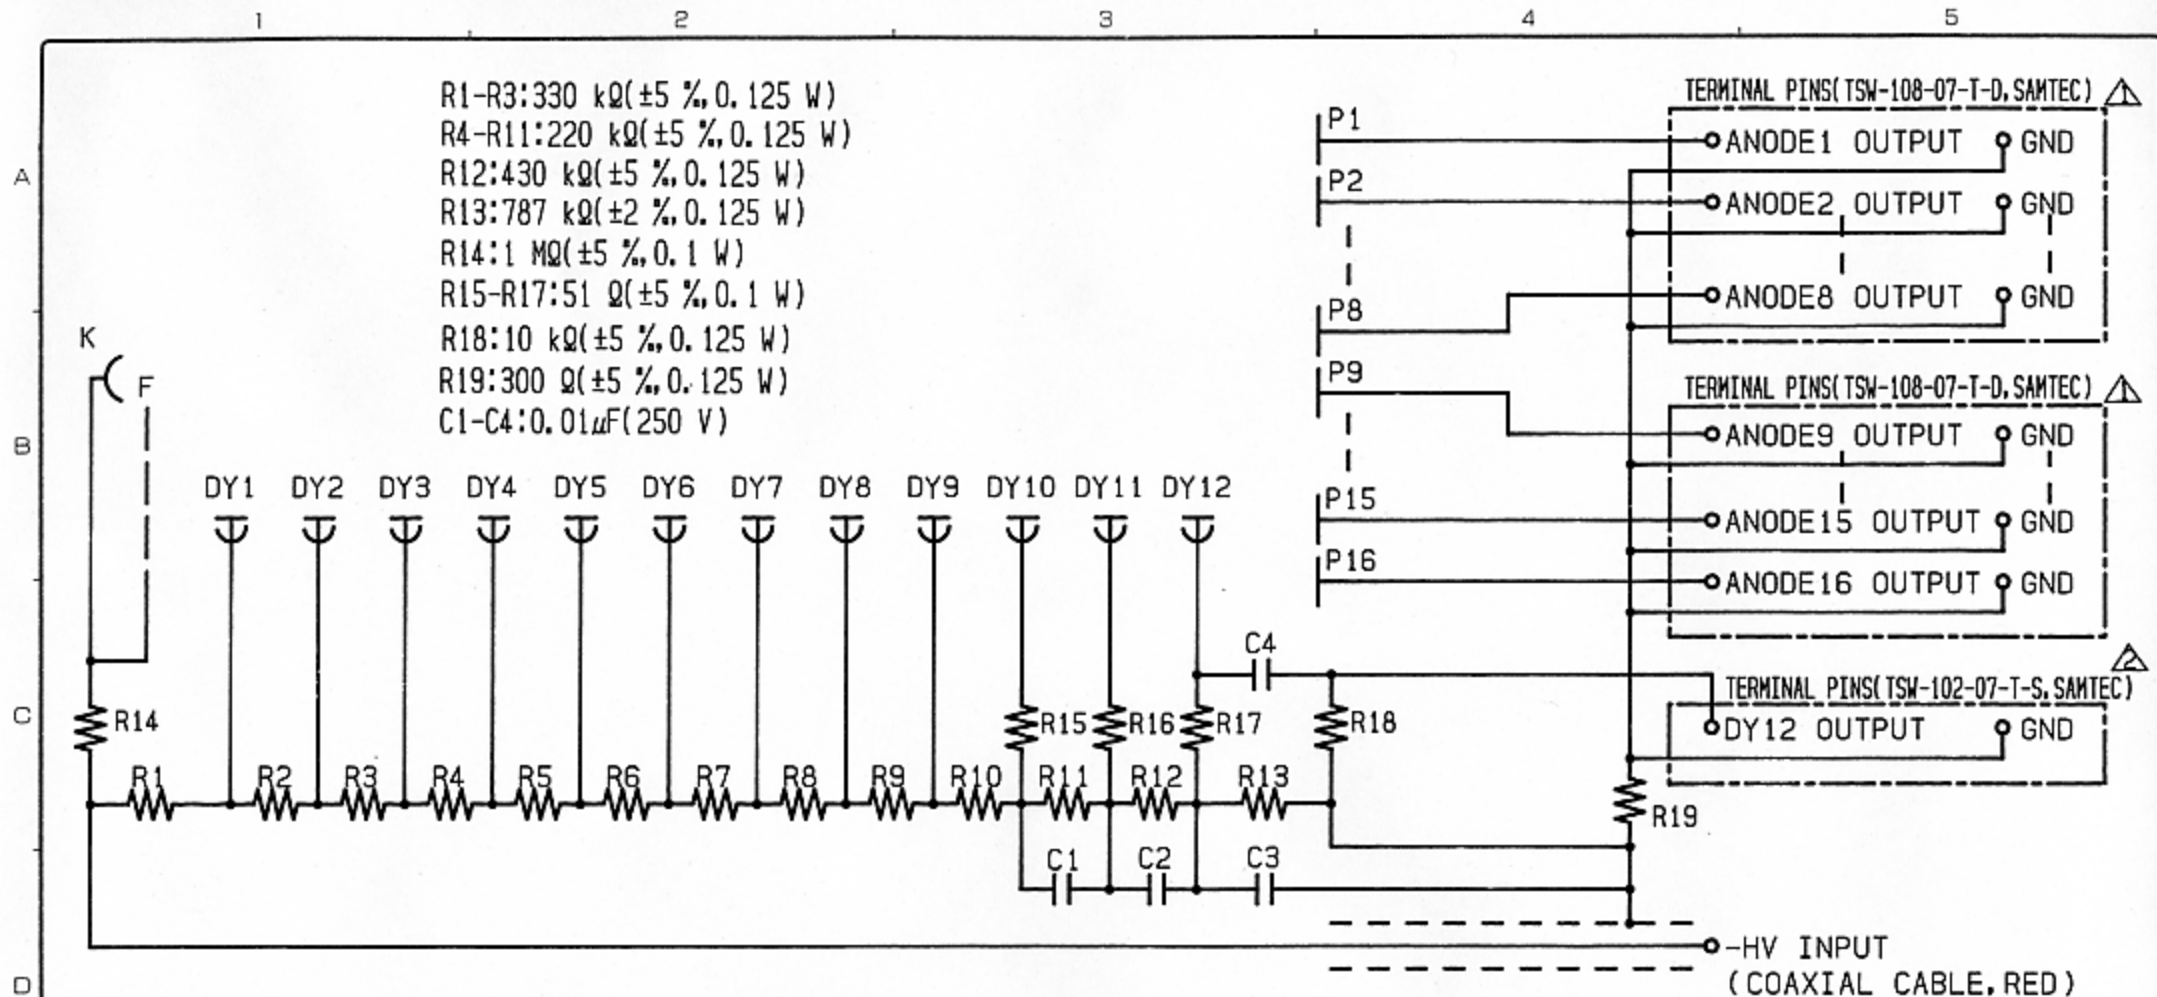 1 2 3 4 5
A
B
C
D
R1-R3:330 kΩ(±5 %,0.125 W)
R4-R11:220 kΩ(±5 %,0.125 W)
R12:430 kΩ(±5 %,0.125 W)
R13:787 kΩ(±2 %,0.125 W)
R14:1 MΩ(±5 %,0.1 W)
R15-R17:51 Ω(±5 %,0.1 W)
R18:10 kΩ(±5 %,0.125 W)
R19:300 Ω(±5 %,0.125 W)
C1-C4:0.01μF(250 V)
K
F
DY1 DY2 DY3 DY4 DY5 DY6 DY7 DY8 DY9 DY10 DY11 DY12
R14
R15 R16 R17 R18
C4
R1 R2 R3 R4 R5 R6 R7 R8 R9 R10 R11 R12 R13
R19
C1 C2 C3
P1
P2
P8
P9
P15
P16
TERMINAL PINS(TSW-108-07-T-D,SAMTEC) 1
ANODE1 OUTPUT GND
ANODE2 OUTPUT GND
ANODE8 OUTPUT GND
TERMINAL PINS(TSW-108-07-T-D,SAMTEC) 1
ANODE9 OUTPUT GND
ANODE15 OUTPUT GND
ANODE16 OUTPUT GND
2
TERMINAL PINS(TSW-102-07-T-S,SAMTEC)
DY12 OUTPUT GND
-HV INPUT
(COAXIAL CABLE,RED)